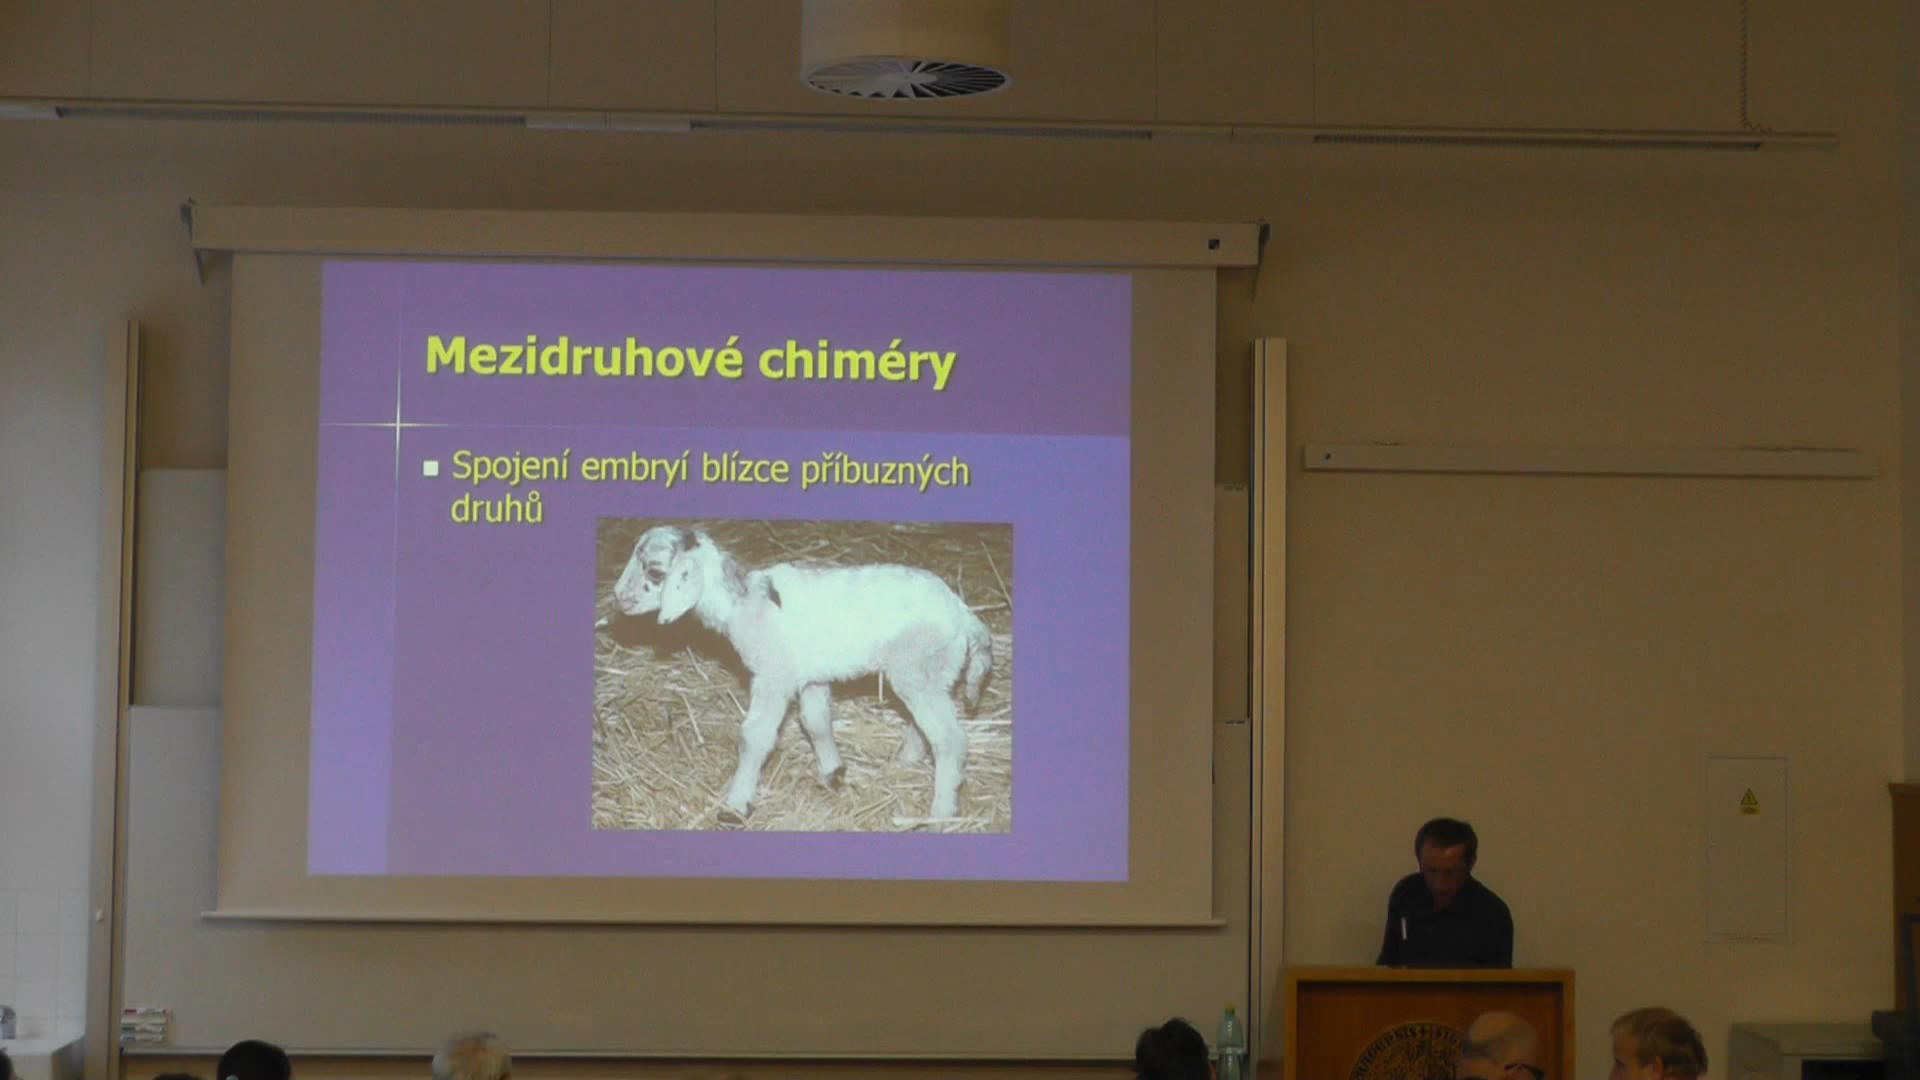 Mezidruhové chiméry
Spojení embryí blízce příbuzných
druhů